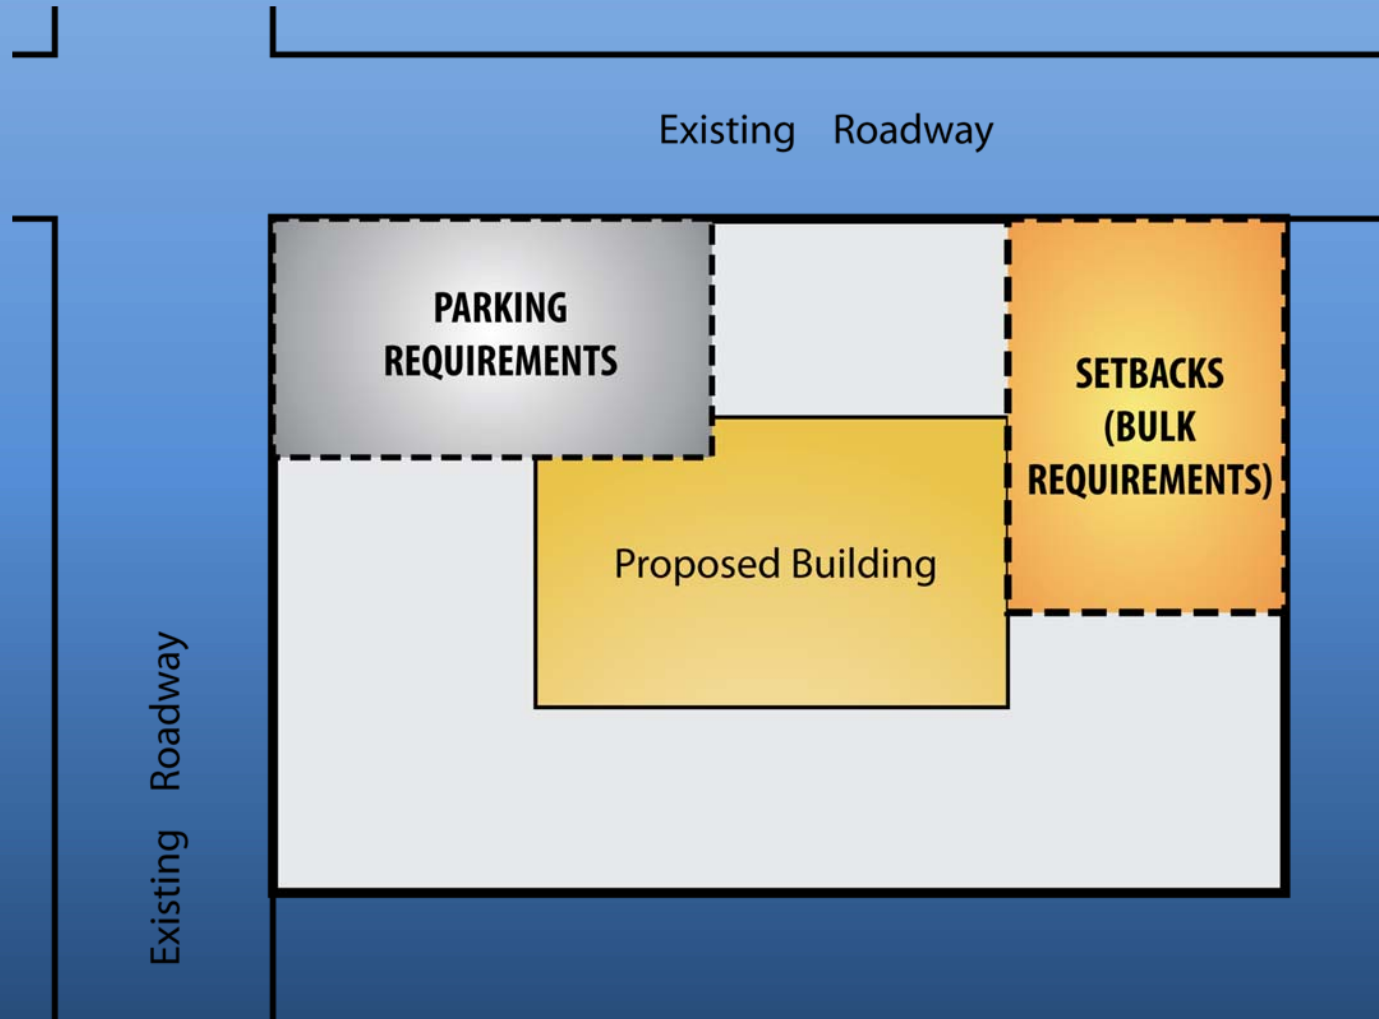 Existing Roadway
PARKING
REQUIREMENTS
SETBACKS
(BULK
REQUIREMENTS)
Proposed Building
Existing Roadway